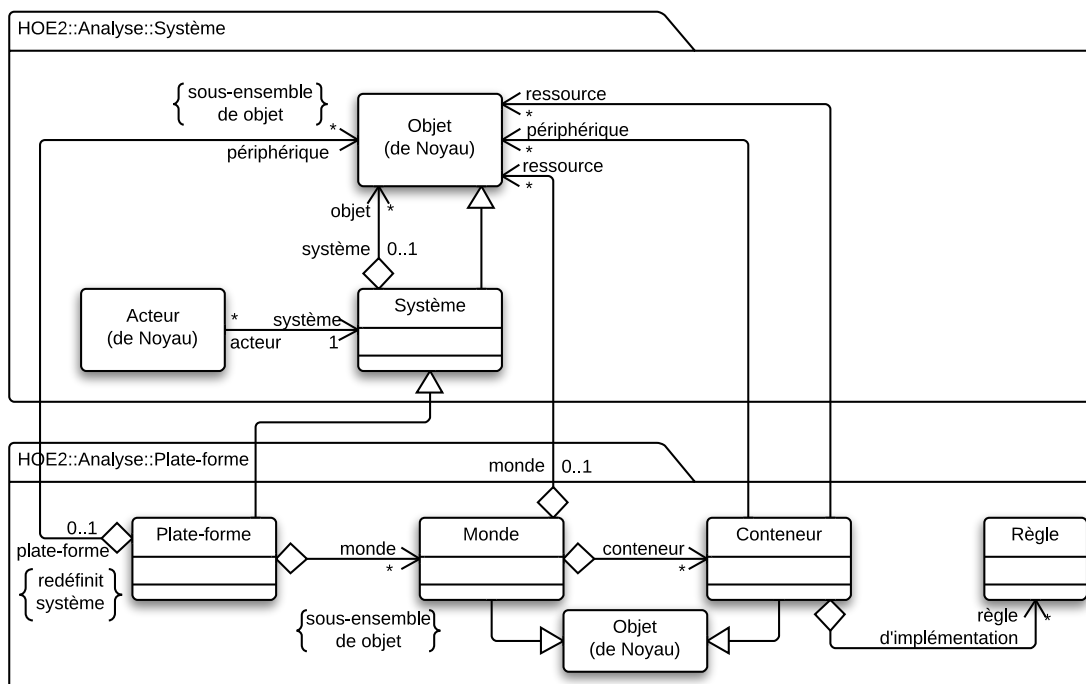 HOE2::Analyse::Système
{ sous-ensemble
de objet }
Objet
(de Noyau)
ressource
*
périphérique
*
ressource
*
*
périphérique
objet
*
système
0..1
Acteur
(de Noyau)
*
système
acteur
1
Système
HOE2::Analyse::Plate-forme
monde
0..1
0..1
plate-forme
{ redéfinit
système }
Plate-forme
monde
*
Monde
conteneur
*
Conteneur
Règle
{ sous-ensemble
de objet }
Objet
(de Noyau)
règle
*
d'implémentation